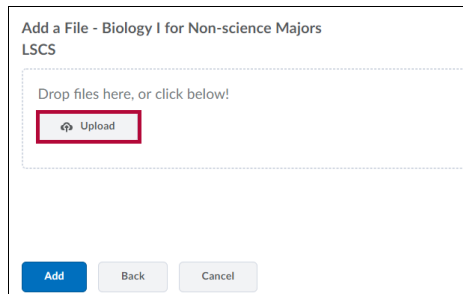 Add a File - Biology I for Non-science Majors
LSCS
Drop files here, or click below!
Upload
Add Back Cancel